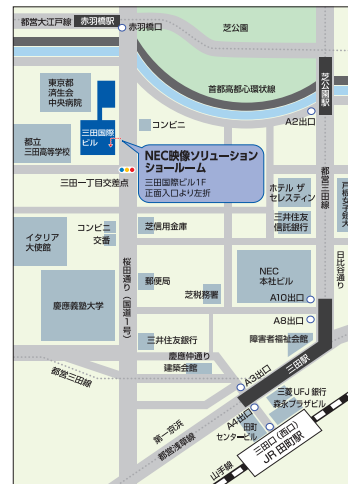 都営大江戸線
赤羽橋駅
赤羽橋口
芝公園
首都高都心環状線
芝公園駅
A2出口
東京都
済生会
中央病院
コンビニ
三田国際
ビル
都立
三田高等学校
NEC映像ソリューション
ショールーム
三田国際ビル1F
正面入口より左折
三田一丁目交差点
ホテル ザ
セレスティン
都営三田線
戸板女子短大
三井住友
信託銀行
コンビニ
交番
芝信用金庫
イタリア
大使館
日比谷通り
桜田通り（国道1号）
郵便局
NEC
本社ビル
芝税務署
慶應義塾大学
A10出口
A8出口
三井住友銀行
障害者福祉会館
慶應仲通り
建築会館
三田駅
都営三田線
A3出口
三菱UFJ銀行
森永プラザビル
A4出口
第一京浜
田町
センタービル
都営浅草線
三田口（西口）
JR 田町駅
山手線